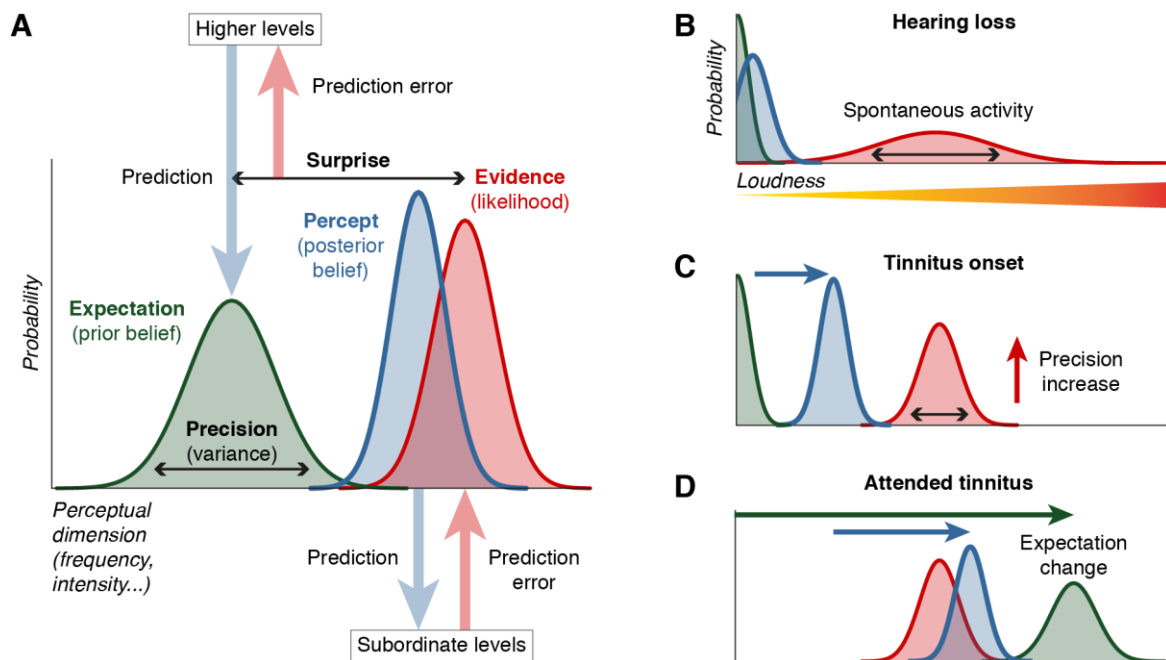 A
Higher levels
Prediction error
Prediction
Surprise
Evidence
(likelihood)
Percept
(posterior
belief)
Expectation
(prior belief)
Probability
Precision
(variance)
Perceptual
dimension
(frequency,
intensity...)
Prediction
Prediction
error
Subordinate levels
B
Hearing loss
Probability
Spontaneous activity
Loudness
C
Tinnitus onset
Precision
increase
D
Attended tinnitus
Expectation
change